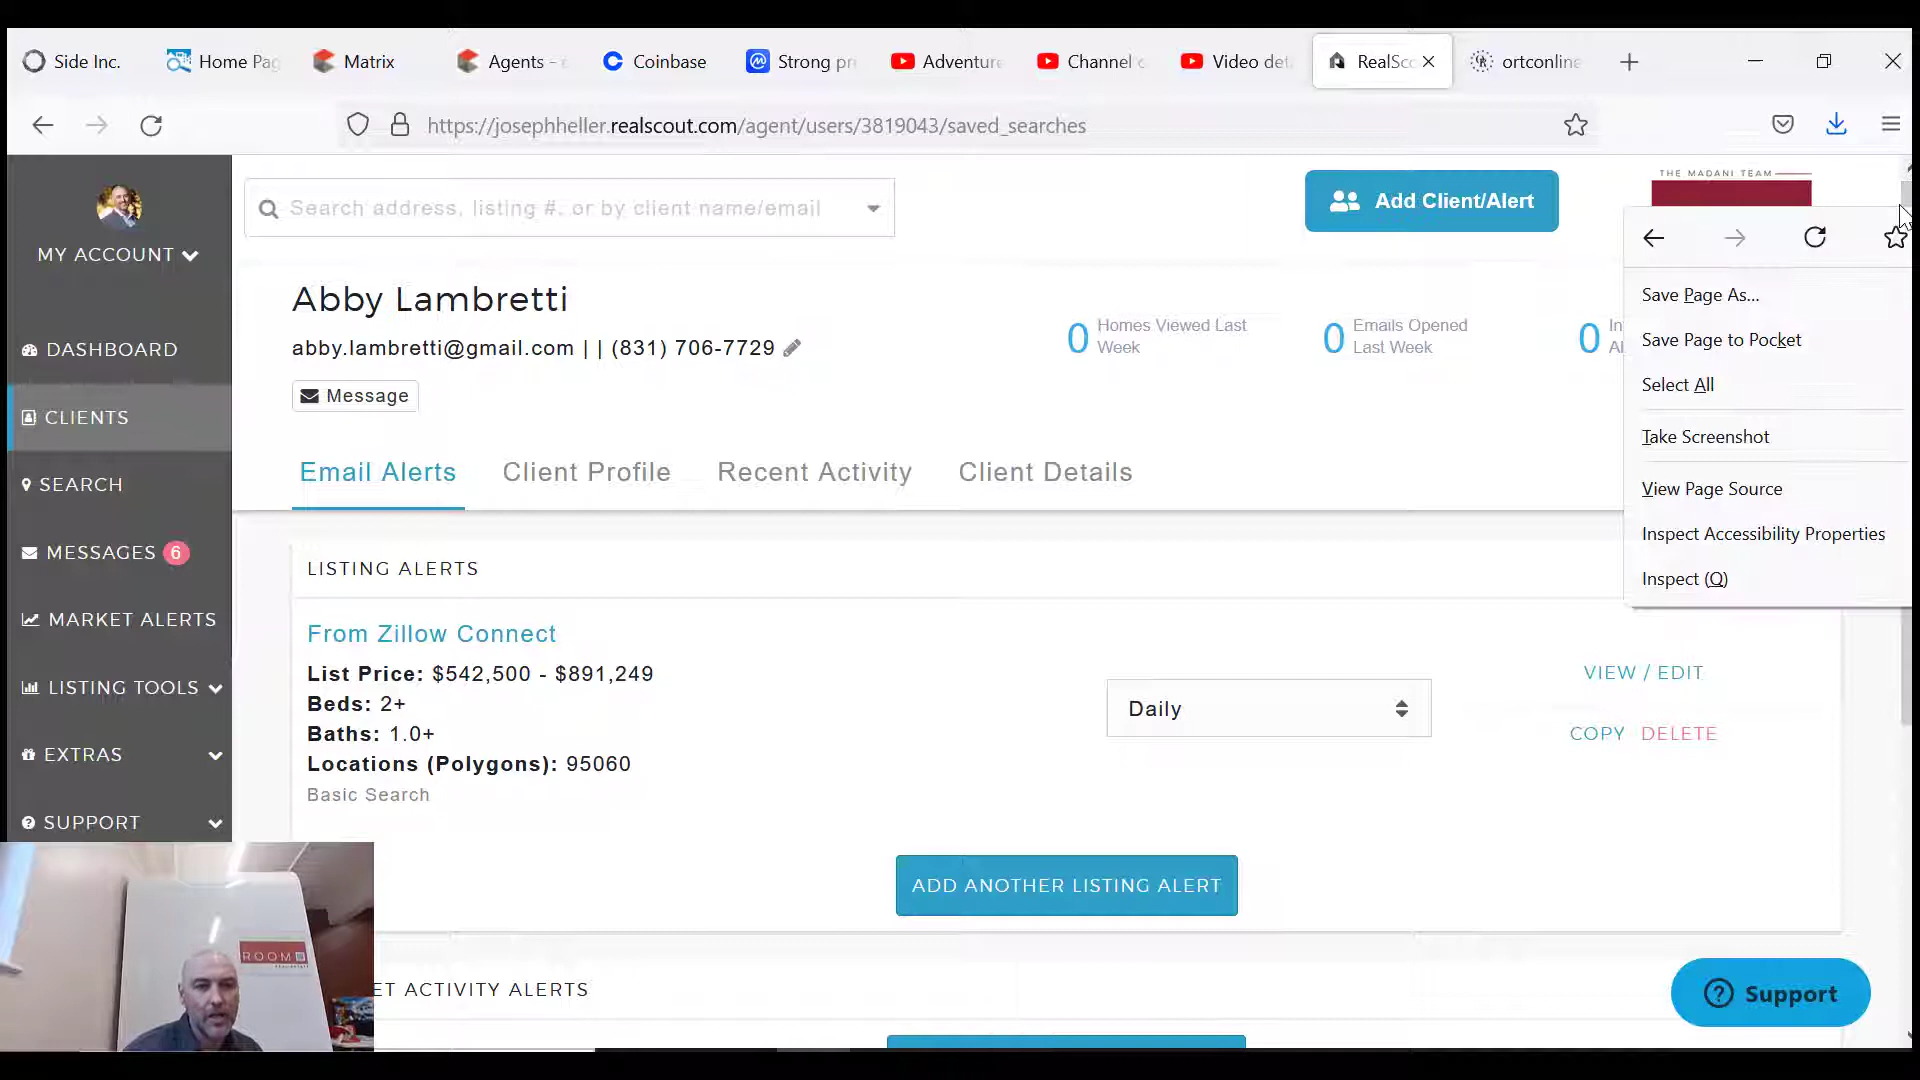 Side Inc.
Home Pag
Matrix
Agents - e
Coinbase
Strong pr
Adventure
Channel c
Video det
RealSco
ortconline
https://josephheller.realscout.com/agent/users/3819043/saved_searches
MY ACCOUNT
Search address, listing #, or by client name/email
Add Client/Alert
THE MADANI TEAM
Abby Lambretti
abby.lambretti@gmail.com | | (831) 706-7729
Message
0 Homes Viewed Last Week
0 Emails Opened Last Week
0 In
Al
Save Page As...
Save Page to Pocket
Select All
Take Screenshot
View Page Source
Inspect Accessibility Properties
Inspect (Q)
DASHBOARD
CLIENTS
SEARCH
MESSAGES 6
MARKET ALERTS
LISTING TOOLS
EXTRAS
SUPPORT
Email Alerts
Client Profile
Recent Activity
Client Details
LISTING ALERTS
From Zillow Connect
List Price: $542,500 - $891,249
Beds: 2+
Baths: 1.0+
Locations (Polygons): 95060
Basic Search
Daily
VIEW / EDIT
COPY DELETE
ADD ANOTHER LISTING ALERT
ET ACTIVITY ALERTS
Support
ROOM